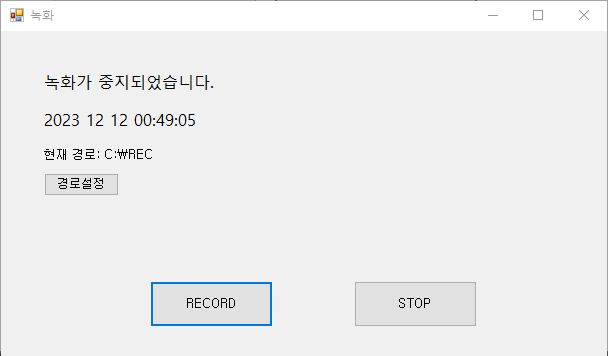 녹화
녹화가 중지되었습니다.
2023 12 12 00:49:05
현재 경로: C:₩REC
경로설정
RECORD
STOP